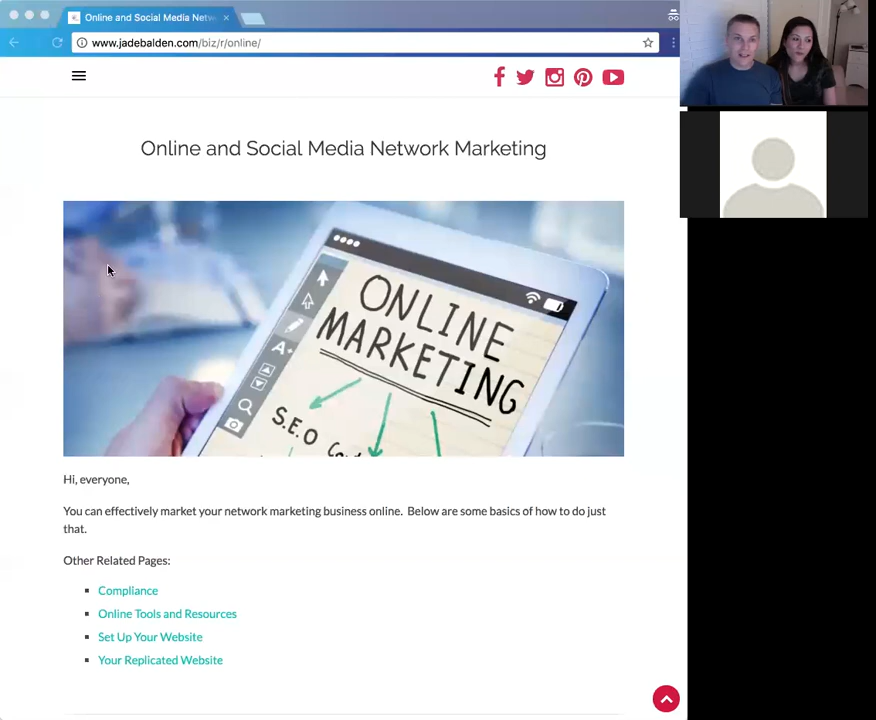 Online and Social Media Netw
www.jadebalden.com/biz/r/online/
Online and Social Media Network Marketing
ONLINE
MARKETING
S.E.O
Hi, everyone,
You can effectively market your network marketing business online. Below are some basics of how to do just
that.
Other Related Pages:
Compliance
Online Tools and Resources
Set Up Your Website
Your Replicated Website